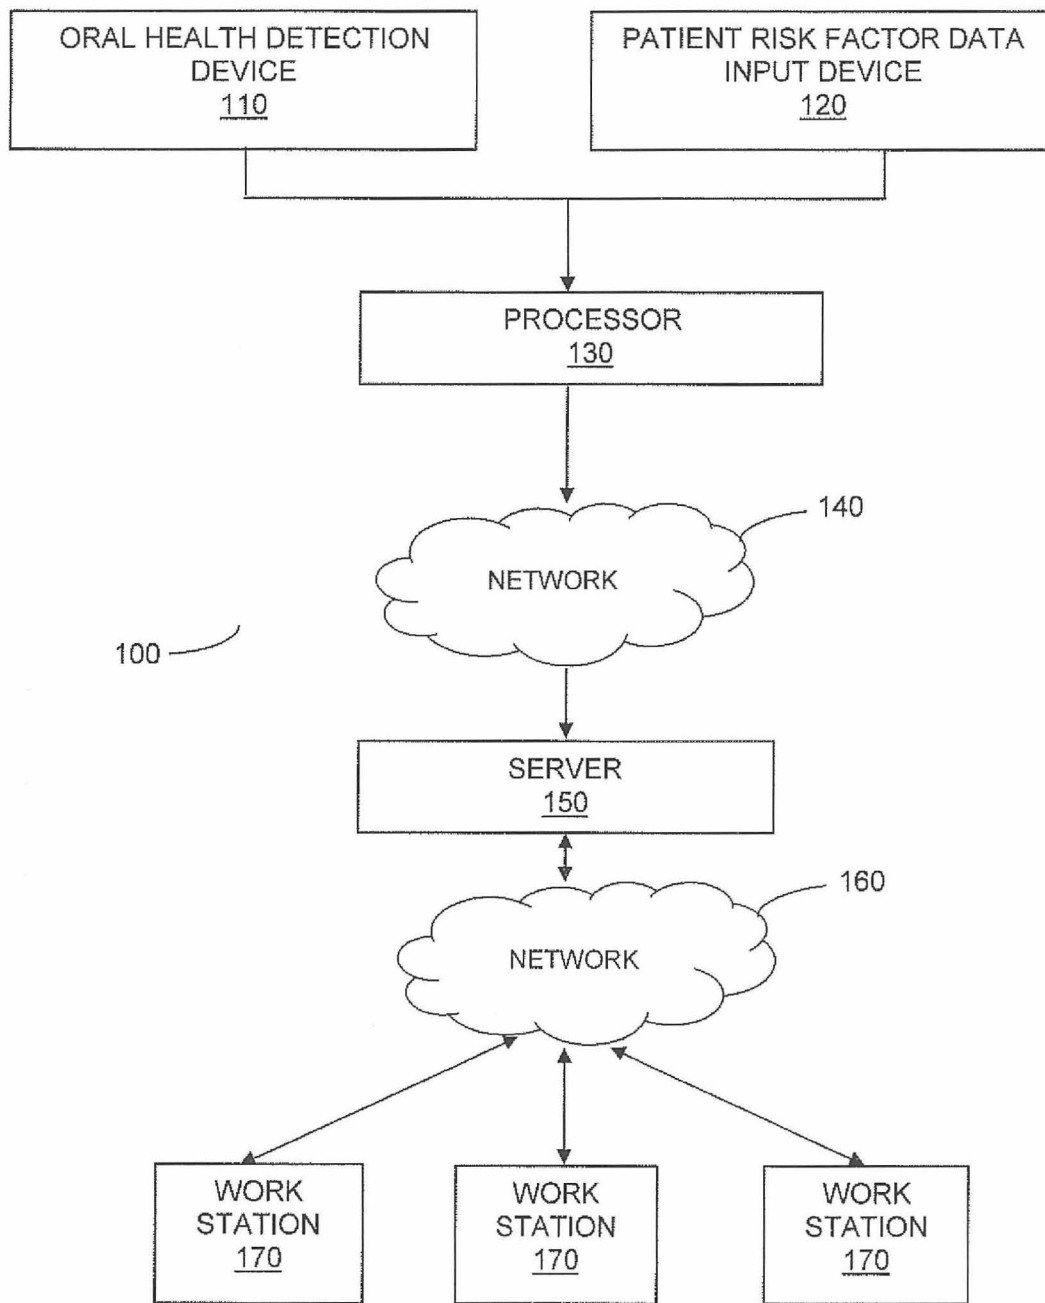 ORAL HEALTH DETECTION
DEVICE
110
PATIENT RISK FACTOR DATA
INPUT DEVICE
120
PROCESSOR
130
140
NETWORK
100
SERVER
150
160
NETWORK
WORK
STATION
170
WORK
STATION
170
WORK
STATION
170